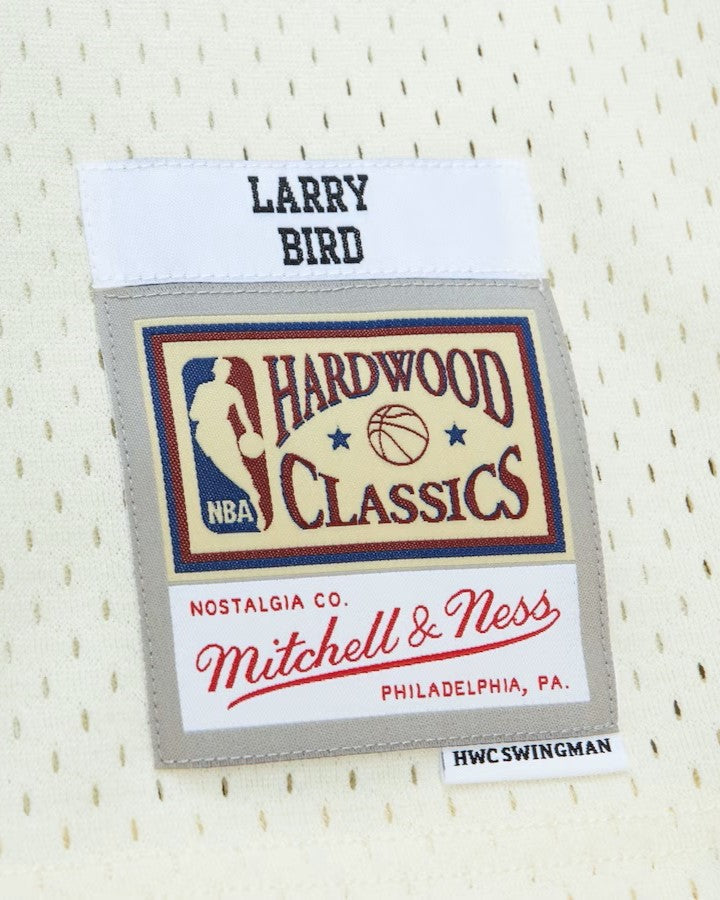 LARRY
BIRD
HARDWOOD
CLASSICS
NBA
NOSTALGIA CO.
Mitchell & Ness
PHILADELPHIA, PA.
HWC SWINGMAN